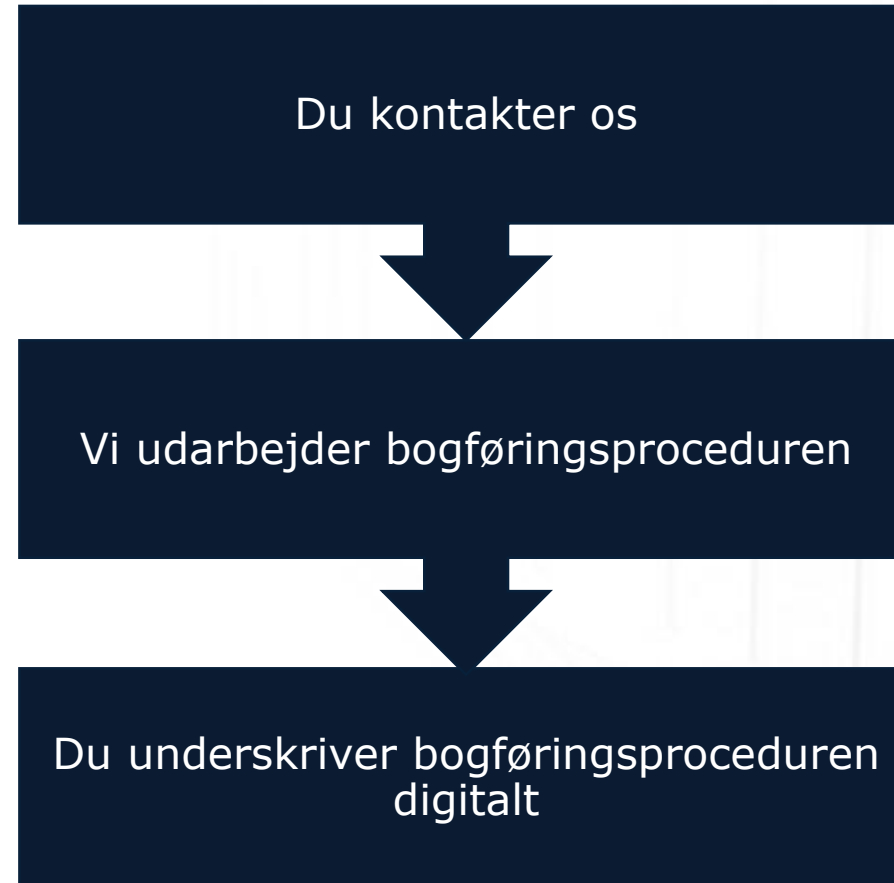 Du kontakter os
Vi udarbejder bogføringsproceduren
Du underskriver bogføringsproceduren
digitalt